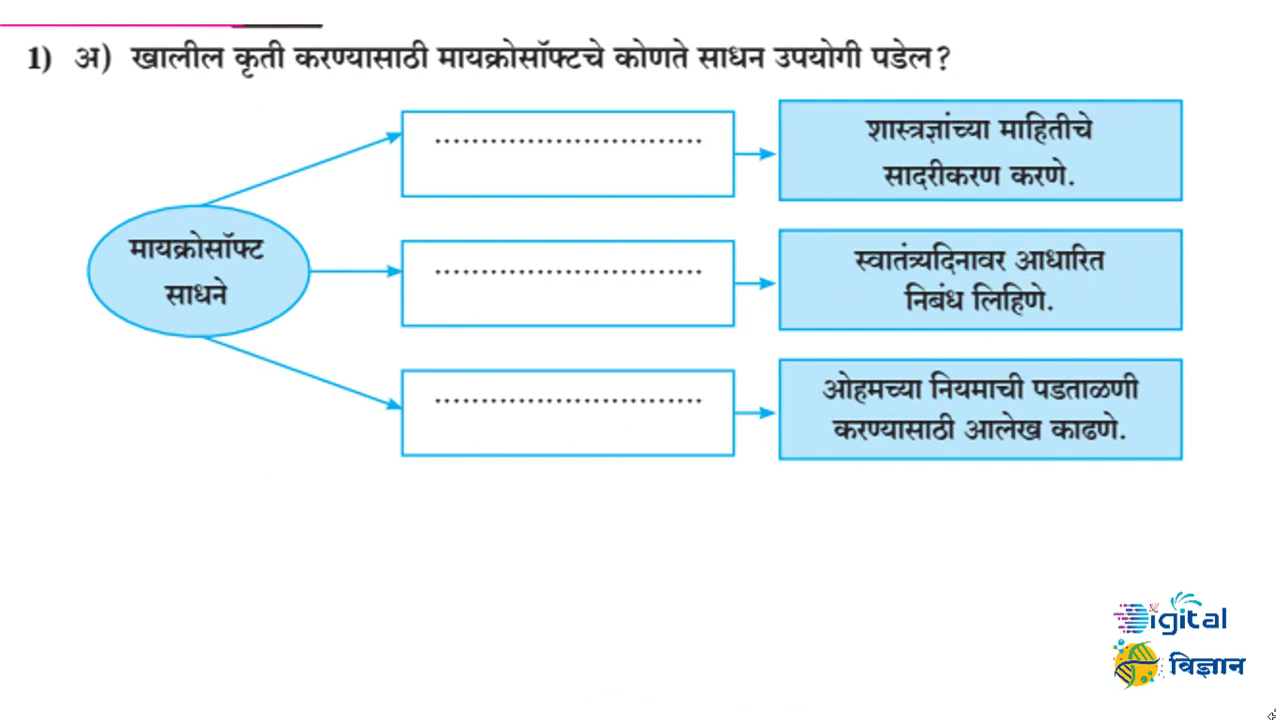 1) अ) खालील कृती करण्यासाठी मायक्रोसॉफ्टचे कोणते साधन उपयोगी पडेल?
.............................
शास्त्रज्ञांच्या माहितीचे
सादरीकरण करणे.
मायक्रोसॉफ्ट
साधने
.............................
स्वातंत्र्यदिनावर आधारित
निबंध लिहिणे.
.............................
ओहमच्या नियमाची पडताळणी
करण्यासाठी आलेख काढणे.
Digital
विज्ञान